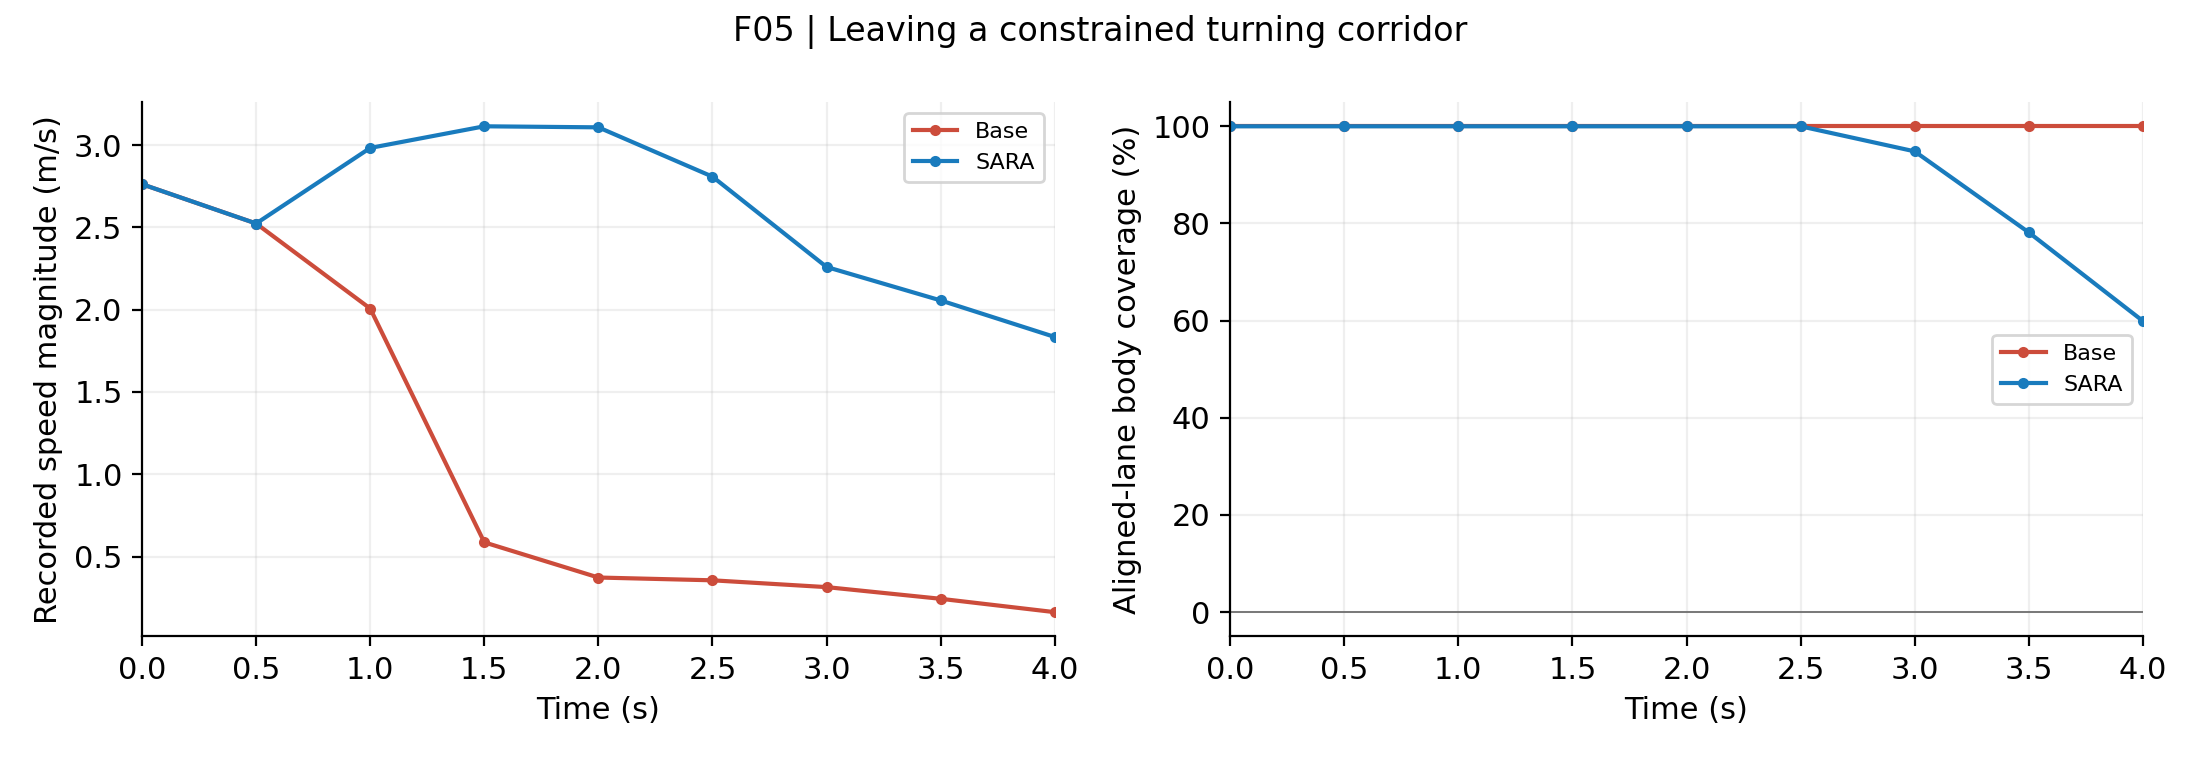 F05 | Leaving a constrained turning corridor
Recorded speed magnitude (m/s)
3.0
2.5
2.0
1.5
1.0
0.5
Base
SARA
0.0 0.5 1.0 1.5 2.0 2.5 3.0 3.5 4.0
Time (s)
Aligned-lane body coverage (%)
100
80
60
40
20
0
Base
SARA
0.0 0.5 1.0 1.5 2.0 2.5 3.0 3.5 4.0
Time (s)